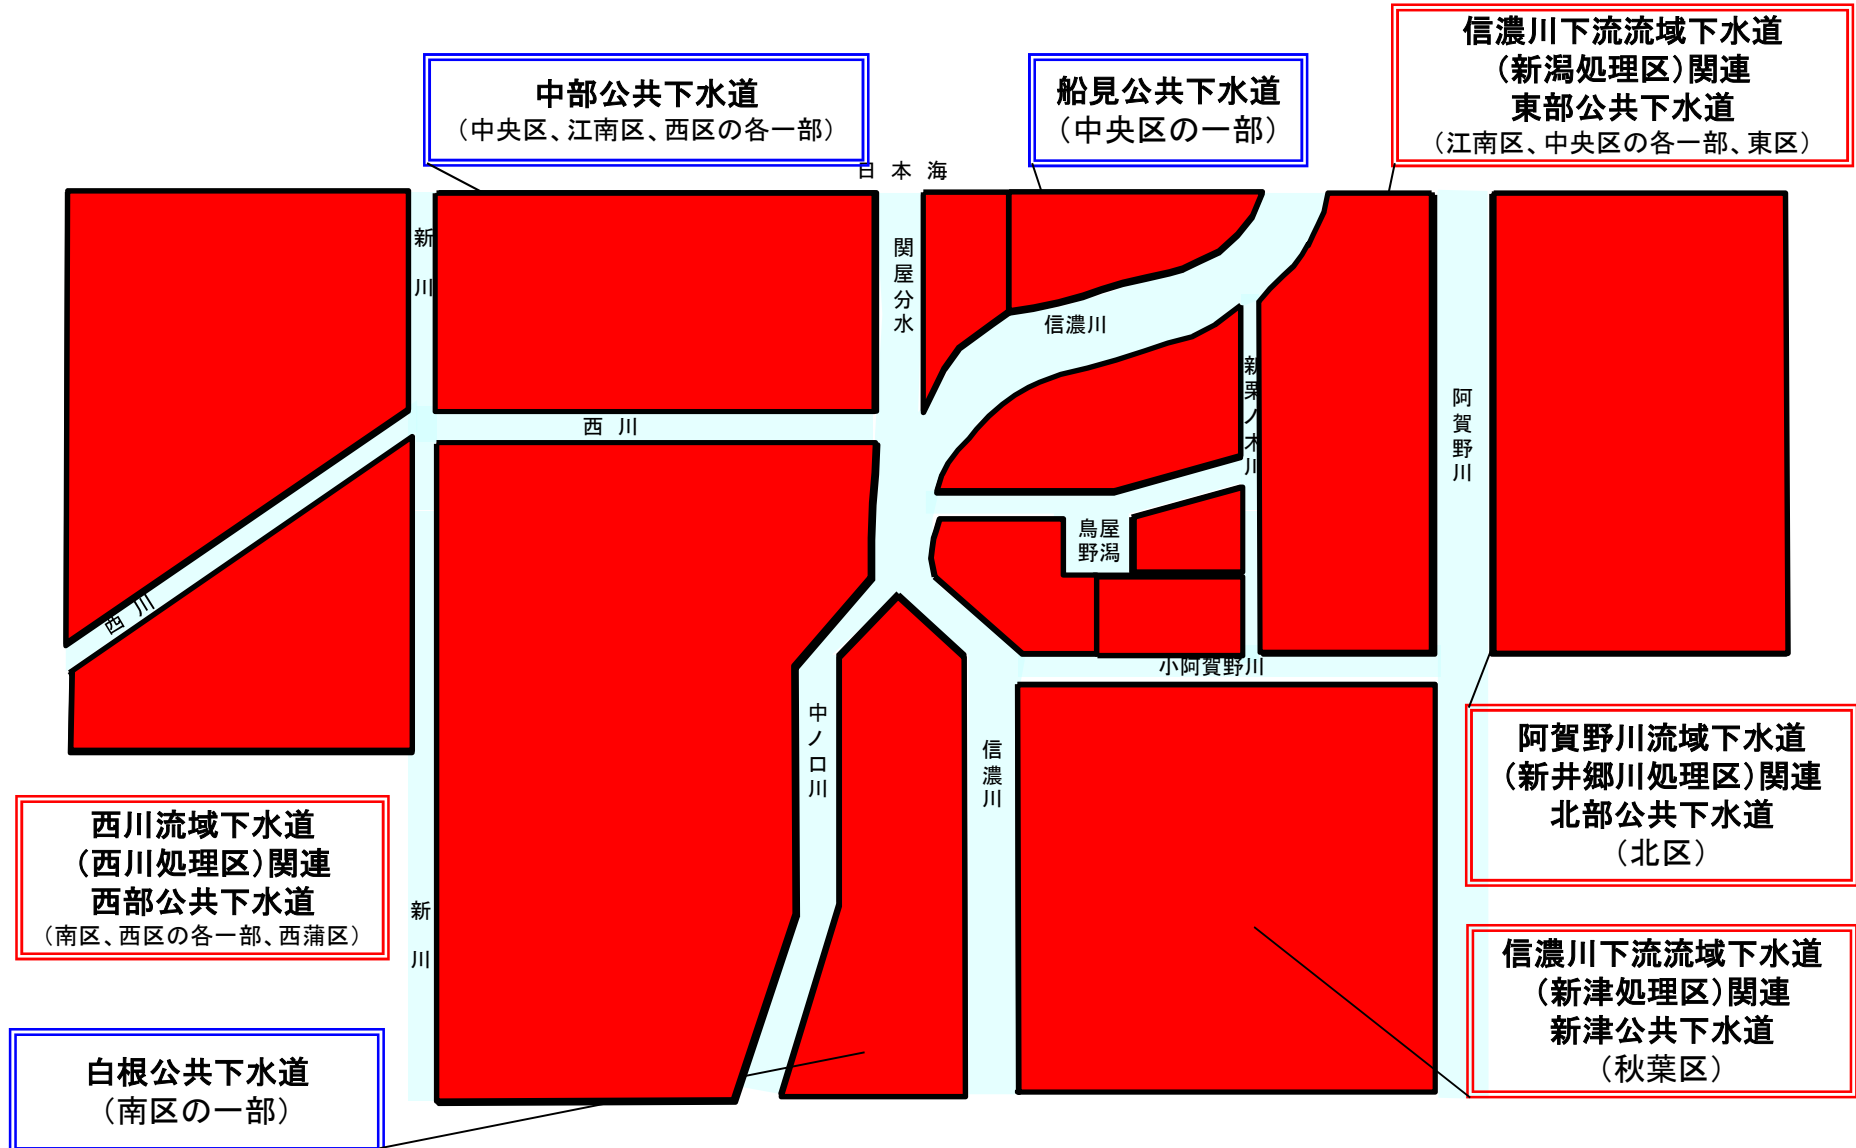 信濃川下流流域下水道
（新潟処理区）関連
東部公共下水道
（江南区、中央区の各一部、東区）
中部公共下水道
（中央区、江南区、西区の各一部）
船見公共下水道
（中央区の一部）
日本海
新川
関屋分水
信濃川
新栗ノ木川
阿賀野川
西川
鳥屋
野潟
西川
小阿賀野川
中ノ口川
信濃川
新川
阿賀野川流域下水道
（新井郷川処理区）関連
北部公共下水道
（北区）
西川流域下水道
（西川処理区）関連
西部公共下水道
（南区、西区の各一部、西蒲区）
信濃川下流流域下水道
（新津処理区）関連
新津公共下水道
（秋葉区）
白根公共下水道
（南区の一部）